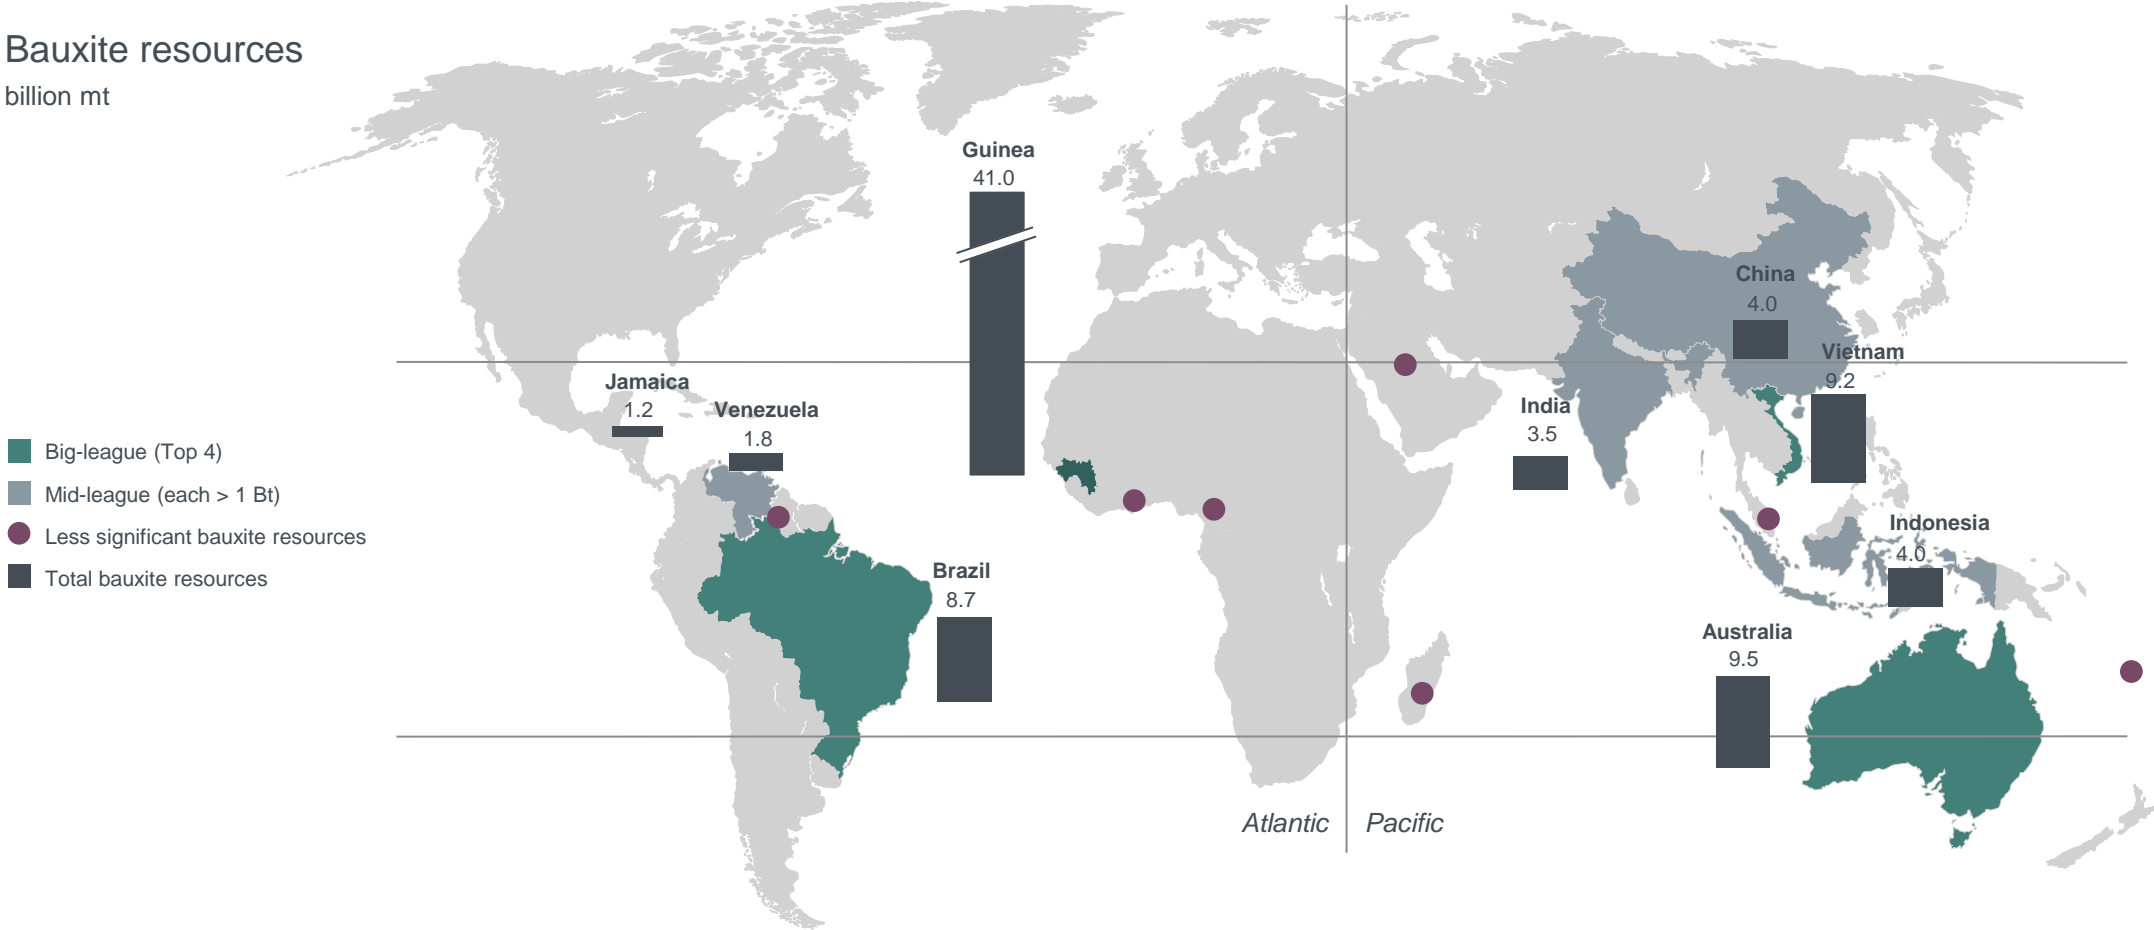 Bauxite resources
billion mt
Guinea
41.0
China
4.0
Vietnam
9.2
Jamaica
1.2
Venezuela
1.8
India
3.5
Big-league (Top 4)
Mid-league (each > 1 Bt)
Less significant bauxite resources
Total bauxite resources
Indonesia
4.0
Brazil
8.7
Australia
9.5
Atlantic
Pacific